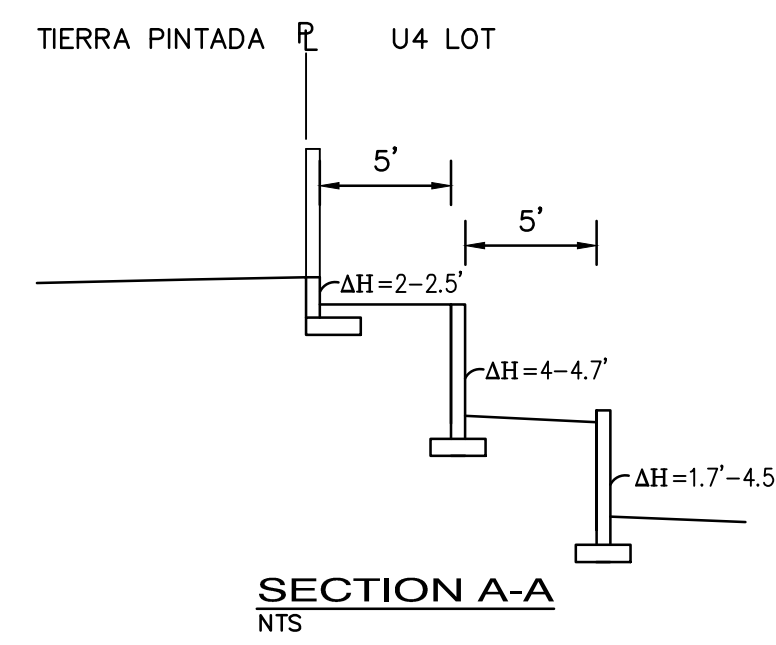 TIERRA PINTADA PL U4 LOT
5'
5'
ΔH=2-2.5'
ΔH=4-4.7'
ΔH=1.7'-4.5
SECTION A-A
NTS